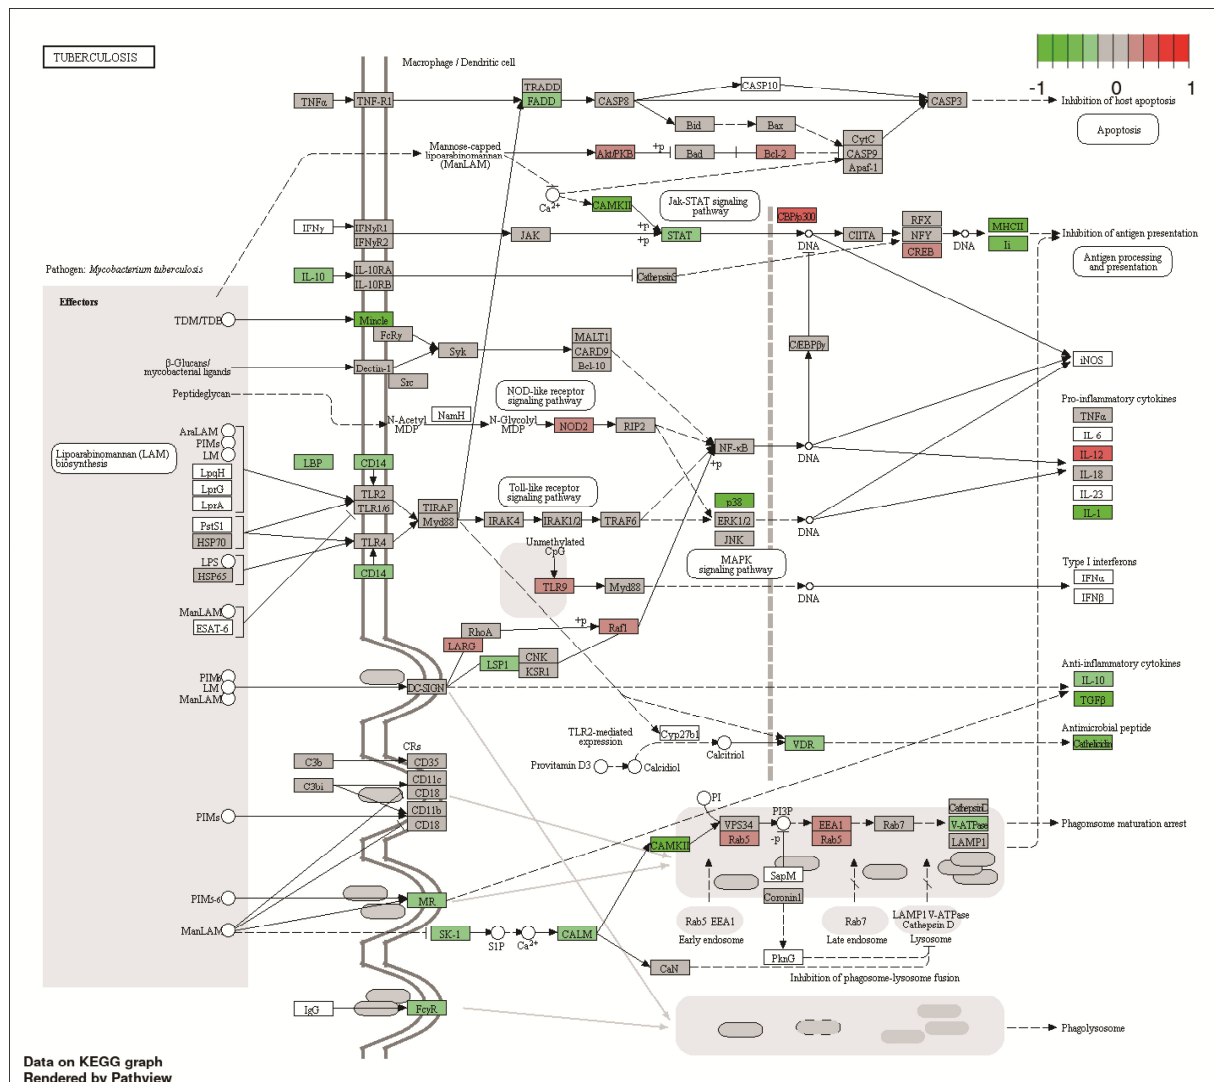 TUBERCULOSIS
-1
0
1
Macrophage / Dendritic cell
TNFα
TNF-R1
TRADD
FADD
CASP8
CASP10
CASP3
Inhibition of host apoptosis
Apoptosis
Bid
Bax
CytC
CASP9
Apaf-1
Mannose-capped
lipoarabinomannan
(ManLAM)
Akt/PKB
+p
Bad
Bcl-2
Ca2+
CAMKII
Jak-STAT signaling
pathway
IFNγ
IFNγR1
IFNγR2
JAK
+p
+p
STAT
CBP/p300
DNA
CIITA
RFX
NFY
CREB
DNA
MHCII
Ii
Inhibition of antigen presentation
Antigen processing
and presentation
Pathogen: Mycobacterium tuberculosis
IL-10
IL-10RA
IL-10RB
CathepsinS
Effectors
TDM/TDB
Mincle
FcRγ
Syk
MALT1
CARD9
Bcl-10
C/EBPβγ
iNOS
β-Glucans/
mycobacterial ligands
Dectin-1
Src
Peptideglycan
N-Acetyl
MDP
NamH
N-Glycolyl
MDP
NOD-like receptor
signaling pathway
NOD2
RIP2
NF-κB
+p
DNA
Pro-inflammatory cytokines
TNFα
IL-6
IL-12
IL-18
IL-23
IL-1
Lipoarabinomannan (LAM)
biosynthesis
AraLAM
PIMs
LM
LpqH
LprG
LprA
PstS1
HSP70
LPS
HSP65
ManLAM
ESAT-6
LBP
CD14
TLR2
TLR1/6
TLR4
CD14
TIRAP
Myd88
Toll-like receptor
signaling pathway
IRAK4
IRAK1/2
TRAF6
p38
ERK1/2
JNK
DNA
MAPK
signaling pathway
Unmethylated
CpG
TLR9
Myd88
DNA
Type I interferons
IFNα
IFNβ
RhoA
LARG
+p
Raf1
LSP1
CNK
KSR1
PIMs
LM
ManLAM
DC-SIGN
Anti-inflammatory cytokines
IL-10
TGFβ
TLR2-mediated
expression
Cyp27b1
Provitamin D3
Calcidiol
Calcitriol
VDR
Antimicrobial peptide
Cathelicidin
CRs
C3b
CD35
C3bi
CD11c
CD18
CD11b
CD18
PIMs
PI
VPS34
Rab5
PI3P
-p
EEA1
Rab5
Rab7
CathepsinD
V-ATPase
LAMP1
Phagomsome maturation arrest
CAMKII
SapM
Coronin1
Rab5 EEA1
Early endosome
Rab7
Late endosome
LAMP1 V-ATPase
Cathepsin D
Lysosome
PIM5-6
MR
ManLAM
SK-1
S1P
Ca2+
CALM
CaN
PknG
Inhibition of phagosome-lysosome fusion
IgG
FcγR
Phagolysosome
Data on KEGG graph
Rendered by Pathview